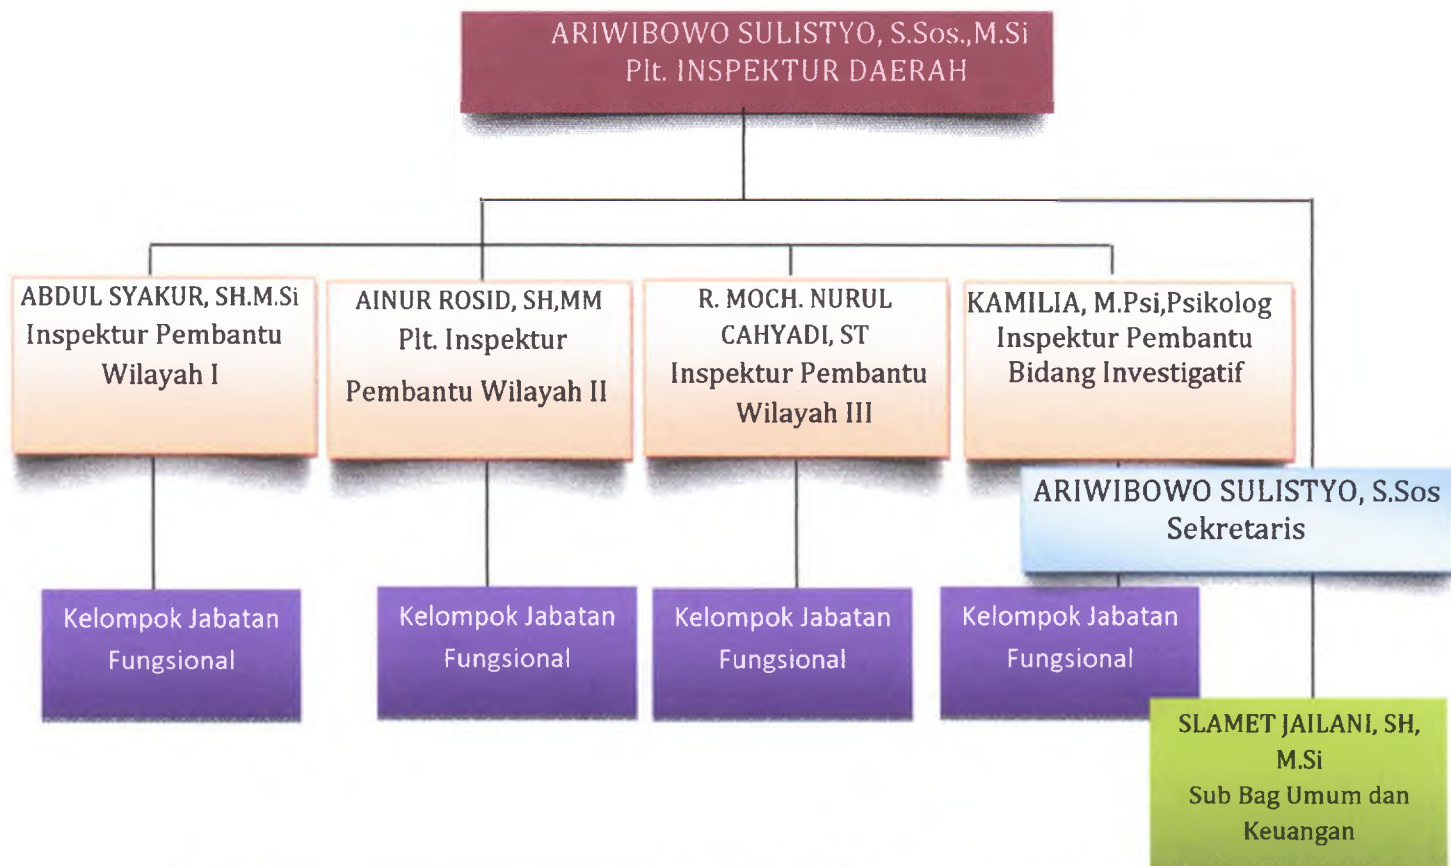 ARIWIBOWO SULISTYO, S.Sos.,M.Si
Plt. INSPEKTUR DAERAH
ABDUL SYAKUR, SH.M.Si
Inspektur Pembantu
Wilayah I
AINUR ROSID, SH,MM
Plt. Inspektur
Pembantu Wilayah II
R. MOCH. NURUL
CAHYADI, ST
Inspektur Pembantu
Wilayah III
KAMILIA, M.Psi,Psikolog
Inspektur Pembantu
Bidang Investigatif
ARIWIBOWO SULISTYO, S.Sos
Sekretaris
Kelompok Jabatan
Fungsional
Kelompok Jabatan
Fungsional
Kelompok Jabatan
Fungsional
Kelompok Jabatan
Fungsional
SLAMET JAILANI, SH,
M.Si
Sub Bag Umum dan
Keuangan